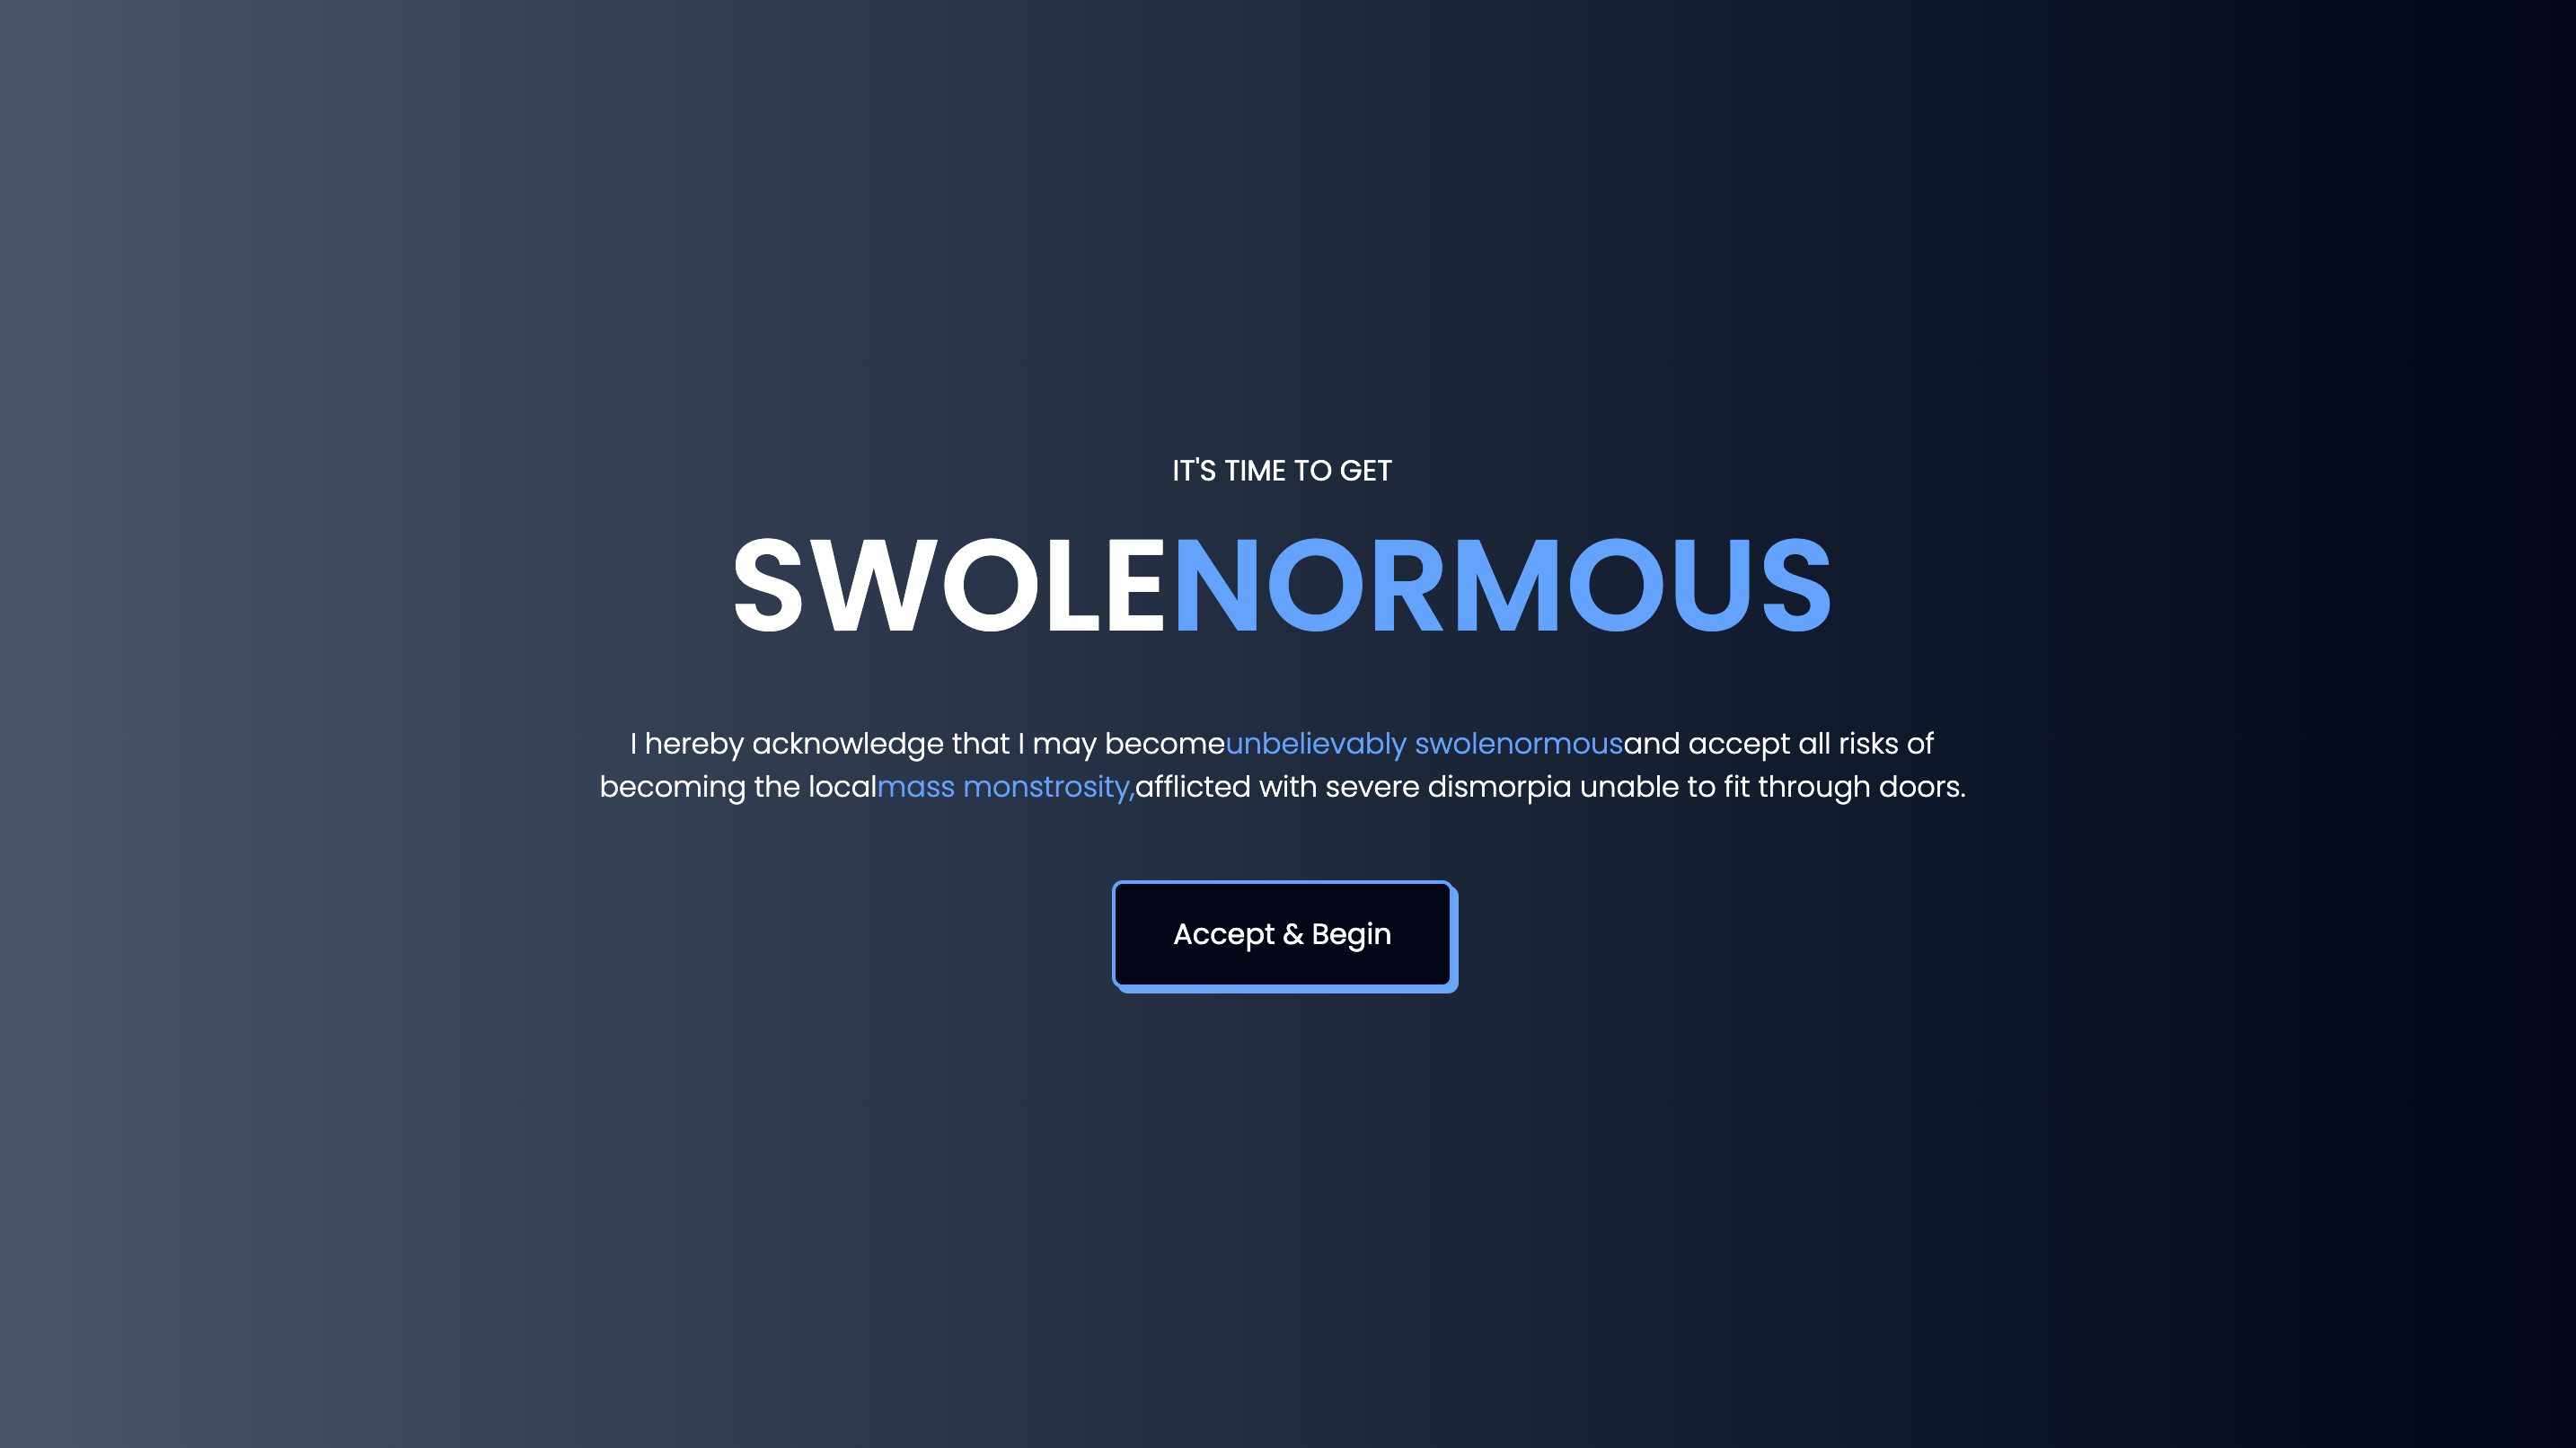 IT'S TIME TO GET
SWOLENORMOUS
I hereby acknowledge that I may becomeunbelievably swolenormousand accept all risks of
becoming the localmass monstrosity,afflicted with severe dismorpia unable to fit through doors.
Accept & Begin